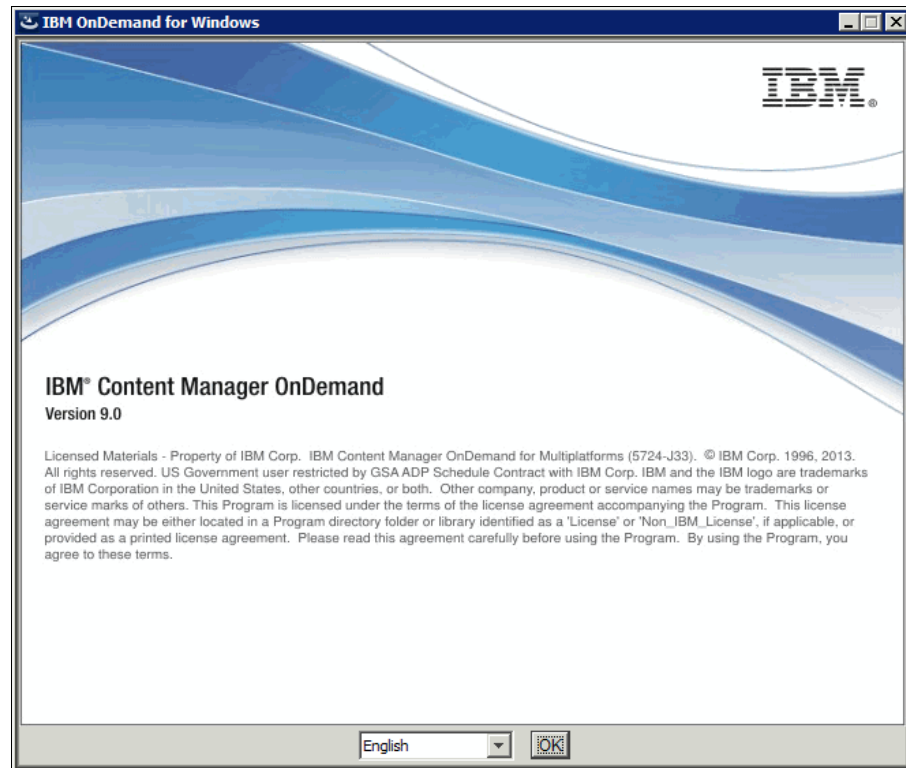 IBM OnDemand for Windows
IBM®
IBM® Content Manager OnDemand
Version 9.0
Licensed Materials - Property of IBM Corp. IBM Content Manager OnDemand for Multiplatforms (5724-J33). © IBM Corp. 1996, 2013.
All rights reserved. US Government user restricted by GSA ADP Schedule Contract with IBM Corp. IBM and the IBM logo are trademarks
of IBM Corporation in the United States, other countries, or both. Other company, product or service names may be trademarks or
service marks of others. This Program is licensed under the terms of the license agreement accompanying the Program. This license
agreement may be either located in a Program directory folder or library identified as a 'License' or 'Non_IBM_License', if applicable, or
provided as a printed license agreement. Please read this agreement carefully before using the Program. By using the Program, you
agree to these terms.
English
OK